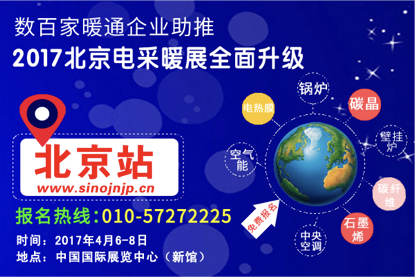 数百家暖通企业助推
2017北京电采暖展全面升级
锅炉
电热膜
碳晶
壁挂
炉
空气
能
北京站
www.sinojnjp.cn
碳纤
维
免费报名
石墨
烯
中央
空调
报名热线:010-57272225
时间:2017年4月6-8日
地点:中国国际展览中心(新馆)